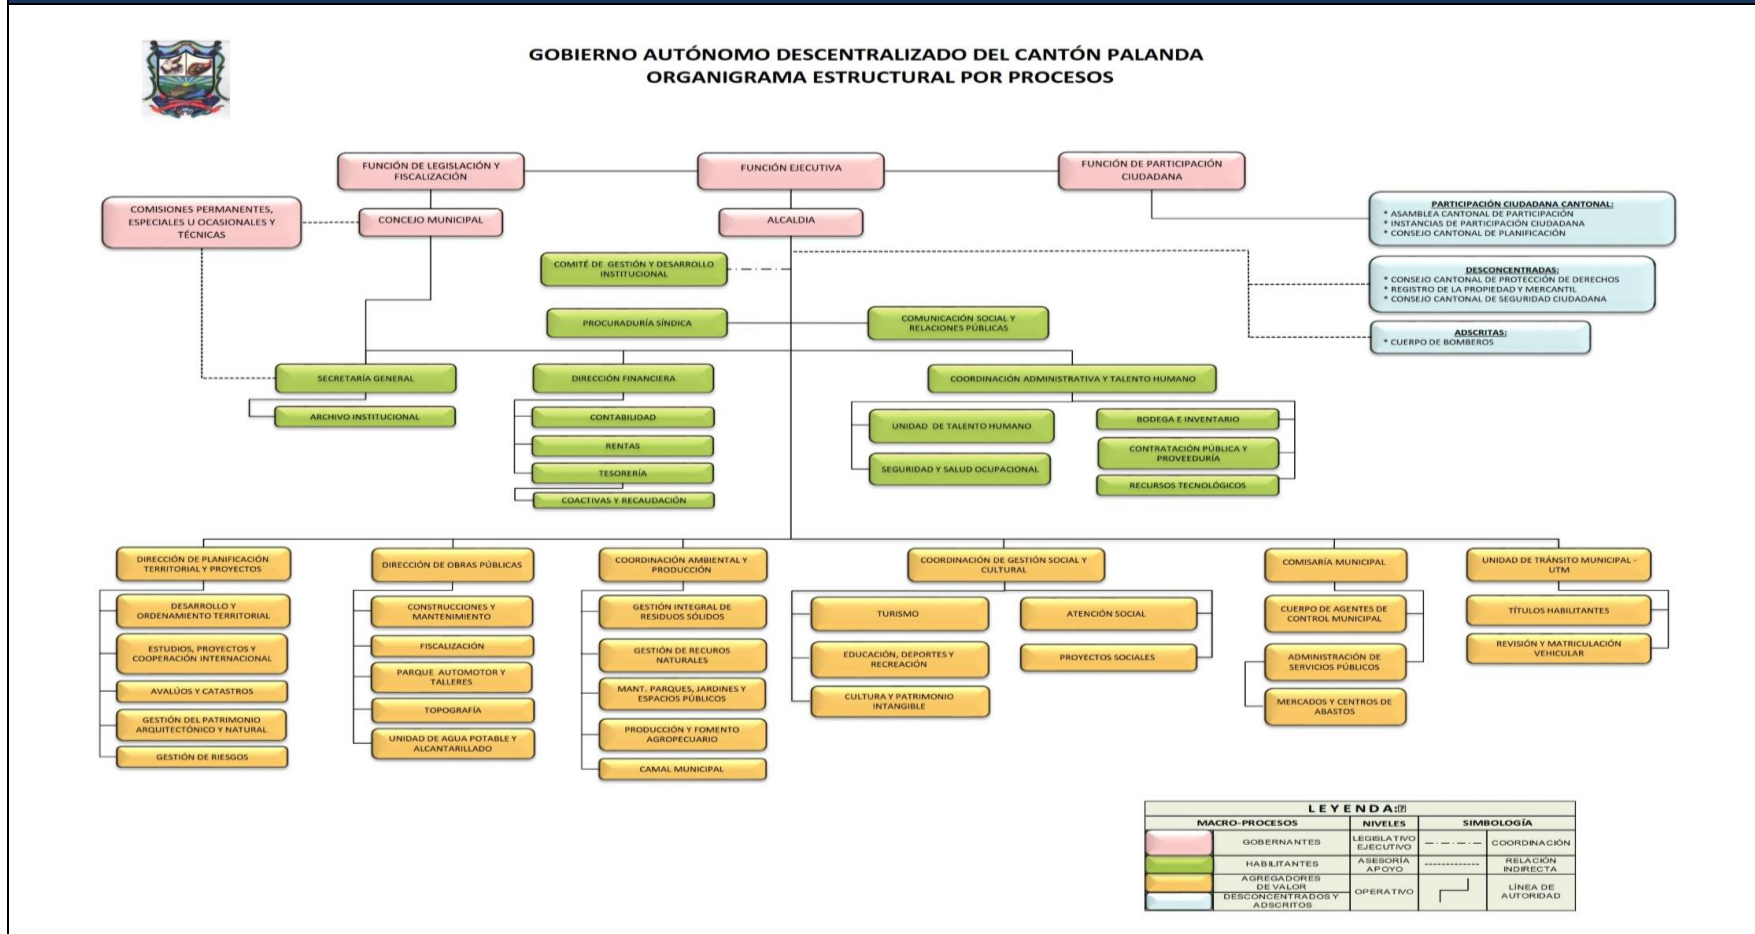 GOBIERNO AUTÓNOMO DESCENTRALIZADO DEL CANTÓN PALANDA
ORGANIGRAMA ESTRUCTURAL POR PROCESOS
FUNCIÓN DE LEGISLACIÓN Y
FISCALIZACIÓN
FUNCIÓN EJECUTIVA
FUNCIÓN DE PARTICIPACIÓN
CIUDADANA
COMISIONES PERMANENTES,
ESPECIALES U OCASIONALES Y
TÉCNICAS
CONCEJO MUNICIPAL
ALCALDIA
PARTICIPACIÓN CIUDADANA CANTONAL:
* ASAMBLEA CANTONAL DE PARTICIPACIÓN
* INSTANCIAS DE PARTICIPACIÓN CIUDADANA
* CONSEJO CANTONAL DE PLANIFICACIÓN
COMITÉ DE GESTIÓN Y DESARROLLO
INSTITUCIONAL
DESCONCENTRADAS:
* CONSEJO CANTONAL DE PROTECCIÓN DE DERECHOS
* REGISTRO DE LA PROPIEDAD Y MERCANTIL
* CONSEJO CANTONAL DE SEGURIDAD CIUDADANA
PROCURADURÍA SÍNDICA
COMUNICACIÓN SOCIAL Y
RELACIONES PÚBLICAS
ADSCRITAS:
* CUERPO DE BOMBEROS
SECRETARÍA GENERAL
ARCHIVO INSTITUCIONAL
DIRECCIÓN FINANCIERA
CONTABILIDAD
RENTAS
TESORERÍA
COACTIVAS Y RECAUDACIÓN
COORDINACIÓN ADMINISTRATIVA Y TALENTO HUMANO
UNIDAD DE TALENTO HUMANO
SEGURIDAD Y SALUD OCUPACIONAL
BODEGA E INVENTARIO
CONTRATACIÓN PÚBLICA Y
PROVEEDURÍA
RECURSOS TECNOLÓGICOS
DIRECCIÓN DE PLANIFICACIÓN
TERRITORIAL Y PROYECTOS
DESARROLLO Y
ORDENAMIENTO TERRITORIAL
ESTUDIOS, PROYECTOS Y
COOPERACIÓN INTERNACIONAL
AVALÚOS Y CATASTROS
GESTIÓN DEL PATRIMONIO
ARQUITECTÓNICO Y NATURAL
GESTIÓN DE RIESGOS
DIRECCIÓN DE OBRAS PÚBLICAS
CONSTRUCCIONES Y
MANTENIMIENTO
FISCALIZACIÓN
PARQUE AUTOMOTOR Y
TALLERES
TOPOGRAFÍA
UNIDAD DE AGUA POTABLE Y
ALCANTARILLADO
COORDINACIÓN AMBIENTAL Y
PRODUCCIÓN
GESTIÓN INTEGRAL DE
RESIDUOS SÓLIDOS
GESTIÓN DE RECUROS
NATURALES
MANT. PARQUES, JARDINES Y
ESPACIOS PÚBLICOS
PRODUCCIÓN Y FOMENTO
AGROPECUARIO
CAMAL MUNICIPAL
COORDINACIÓN DE GESTIÓN SOCIAL Y
CULTURAL
TURISMO
EDUCACIÓN, DEPORTES Y
RECREACIÓN
CULTURA Y PATRIMONIO
INTANGIBLE
ATENCIÓN SOCIAL
PROYECTOS SOCIALES
COMISARÍA MUNICIPAL
CUERPO DE AGENTES DE
CONTROL MUNICIPAL
ADMINISTRACIÓN DE
SERVICIOS PÚBLICOS
MERCADOS Y CENTROS DE
ABASTOS
UNIDAD DE TRÁNSITO MUNICIPAL -
UTM
TÍTULOS HABILITANTES
REVISIÓN Y MATRICULACIÓN
VEHICULAR
LEYENDA:
MACRO-PROCESOS NIVELES SIMBOLOGÍA
GOBERNANTES LEGISLATIVO EJECUTIVO COORDINACIÓN
HABILITANTES ASESORÍA APOYO RELACIÓN INDIRECTA
AGREGADORES DE VALOR OPERATIVO LÍNEA DE AUTORIDAD
DESCONCENTRADOS Y ADSCRITOS